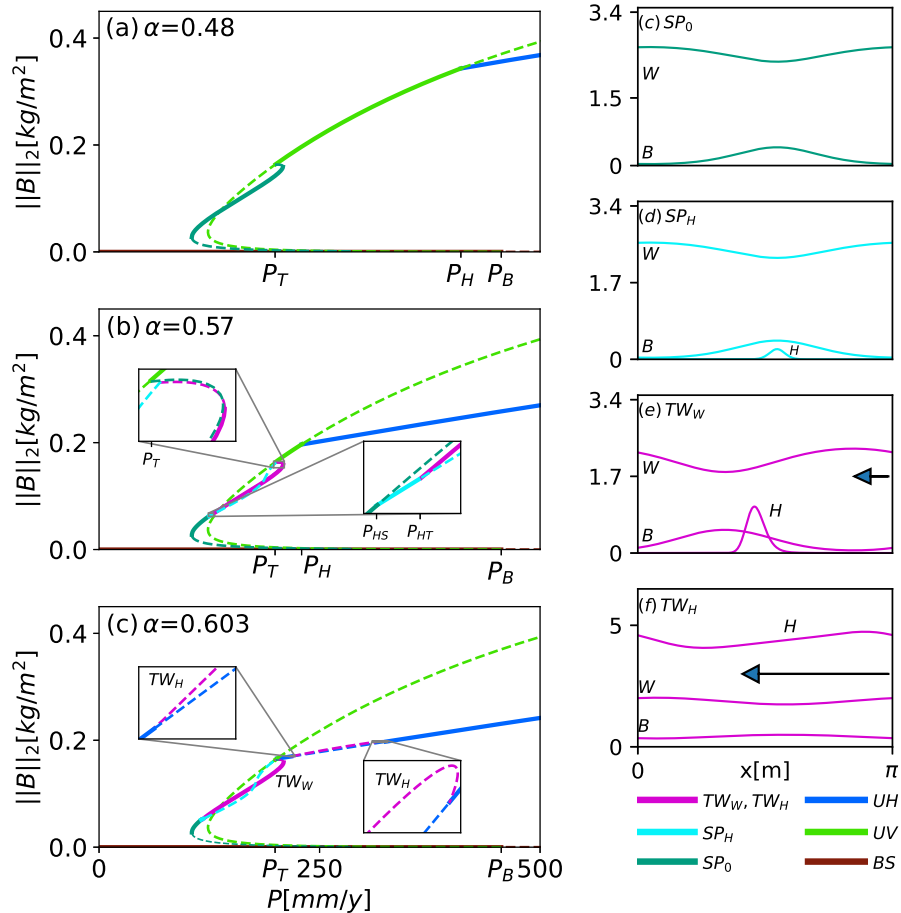 (a) α=0.48
||B||₂[kg/m²]
0.4
0.2
0.0
P_T
P_H
P_B
(b) α=0.57
||B||₂[kg/m²]
0.4
0.2
0.0
P_T
P_HS
P_HT
P_T
P_H
P_B
(c) α=0.603
||B||₂[kg/m²]
0.4
0.2
0.0
TW_H
TW_W
TW_H
0
P_T
250
P_B
500
P[mm/y]
(c) SP₀
3.4
1.5
0
W
B
(d) SP_H
3.4
1.7
0
W
B
H
(e) TW_W
3.4
1.7
0
W
B
H
(f) TW_H
5
0
H
W
B
0
x[m]
π
TW_W, TW_H
UH
SP_H
UV
SP₀
BS